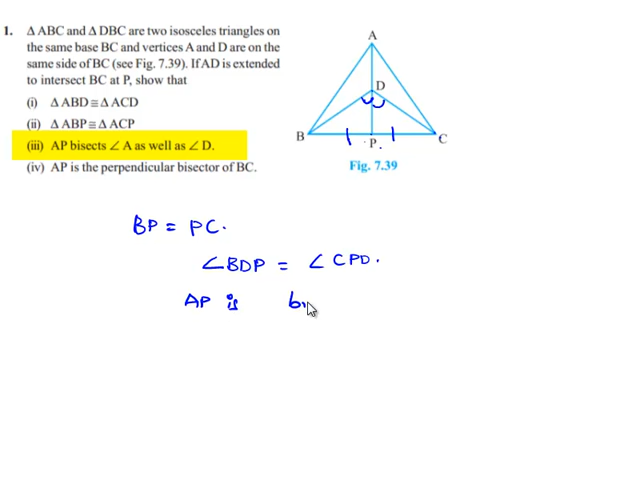 1. Δ ABC and Δ DBC are two isosceles triangles on
the same base BC and vertices A and D are on the
same side of BC (see Fig. 7.39). If AD is extended
to intersect BC at P, show that
(i) Δ ABD ≅ Δ ACD
(ii) Δ ABP ≅ Δ ACP
(iii) AP bisects ∠ A as well as ∠ D.
(iv) AP is the perpendicular bisector of BC.
A
D
B
P
C
Fig. 7.39
BP = PC.
∠BDP = ∠CPD.
AP is